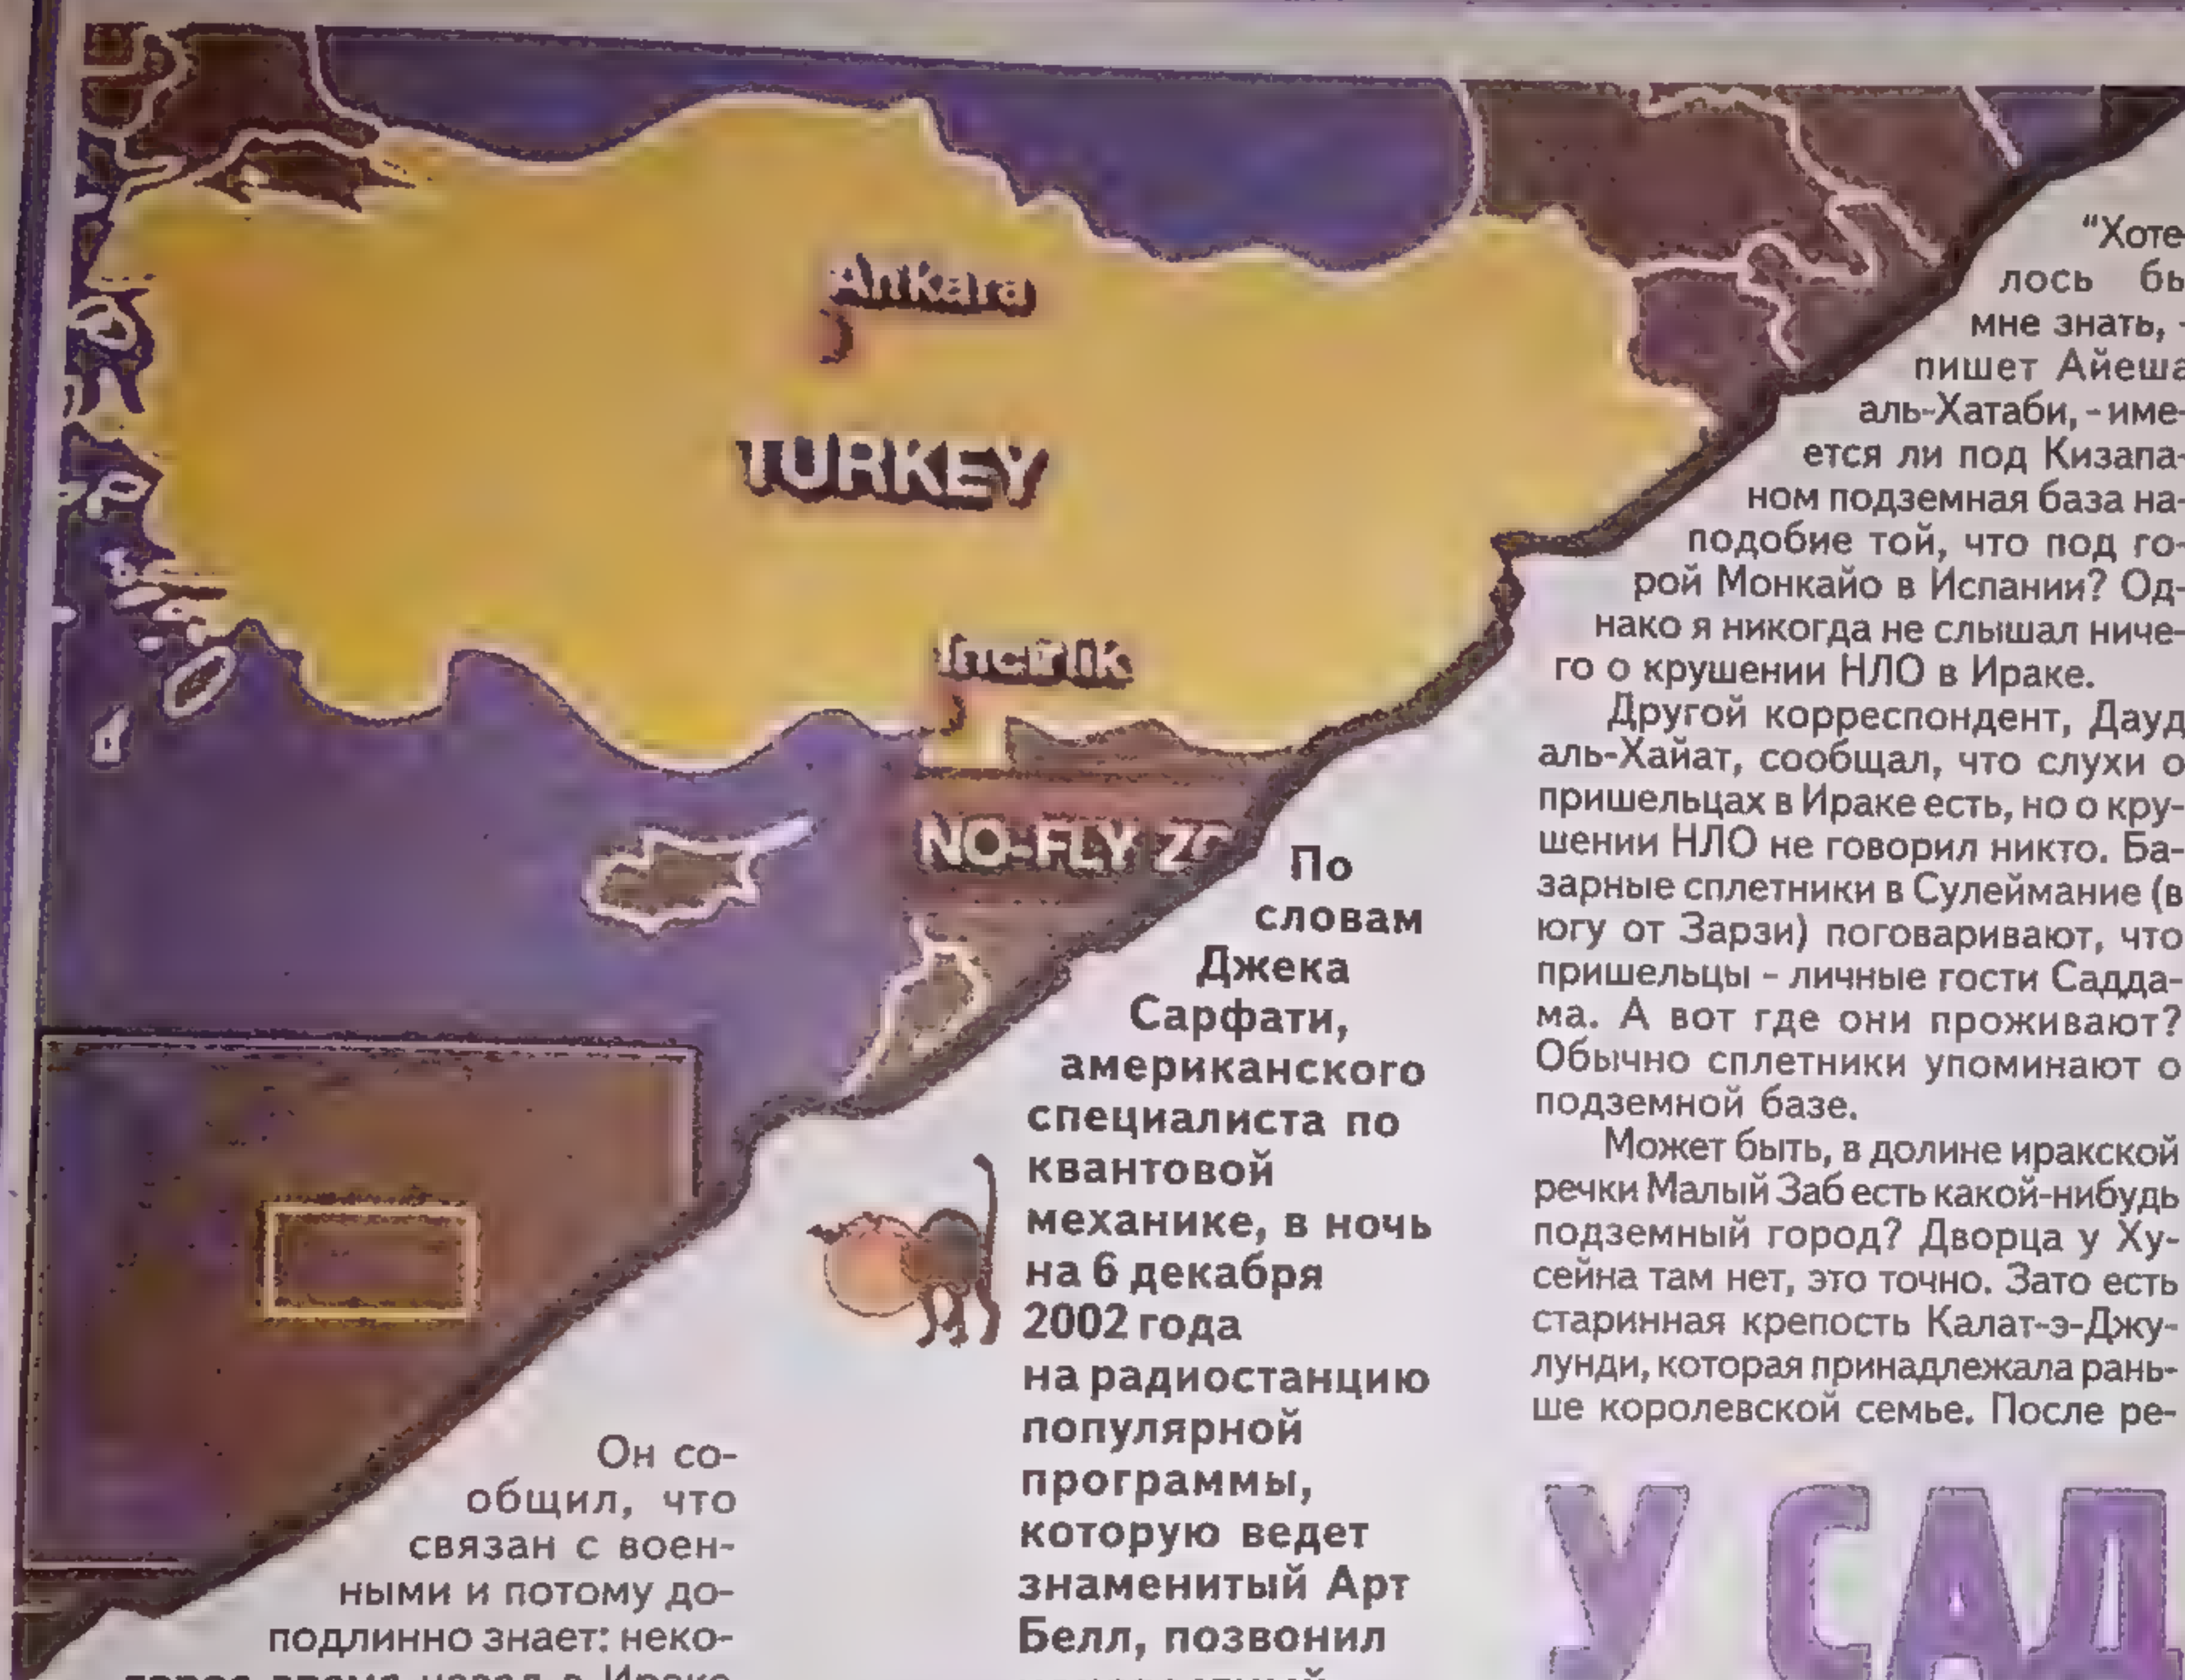 Ankara
TURKEY
Incirlik
NO-FLY
По
словам
Джека
Сарфати,
американского
специалиста по
квантовой
механике, в ночь
на 6 декабря
2002 года
на радиостанцию
популярной
программы,
которую ведет
знаменитый Арт
Белл, позвонил
Он со-
общил, что
связан с воен-
ными и потому до-
подлинно знает: неко-
время назад в Ираке
“Хоте-
лось бы
мне знать, -
пишет Айеша
аль-Хатаби, - име-
ется ли под Кизапа-
ном подземная база на-
подобие той, что под го-
рой Монкайо в Испании? Од-
нако я никогда не слышал ниче-
го о крушении НЛО в Ираке.
Другой корреспондент, Дауд
аль-Хайат, сообщал, что слухи о
пришельцах в Ираке есть, но о кру-
шении НЛО не говорил никто. Ба-
зарные сплетники в Сулеймание (в
югу от Зарзи) поговаривают, что
пришельцы - личные гости Садда-
ма. А вот где они проживают?
Обычно сплетники упоминают о
подземной базе.
Может быть, в долине иракской
речки Малый Заб есть какой-нибудь
подземный город? Дворца у Ху-
сейна там нет, это точно. Зато есть
старинная крепость Калат-э-Джу-
лунди, которая принадлежала рань-
ше королевской семье. После ре-
У САД